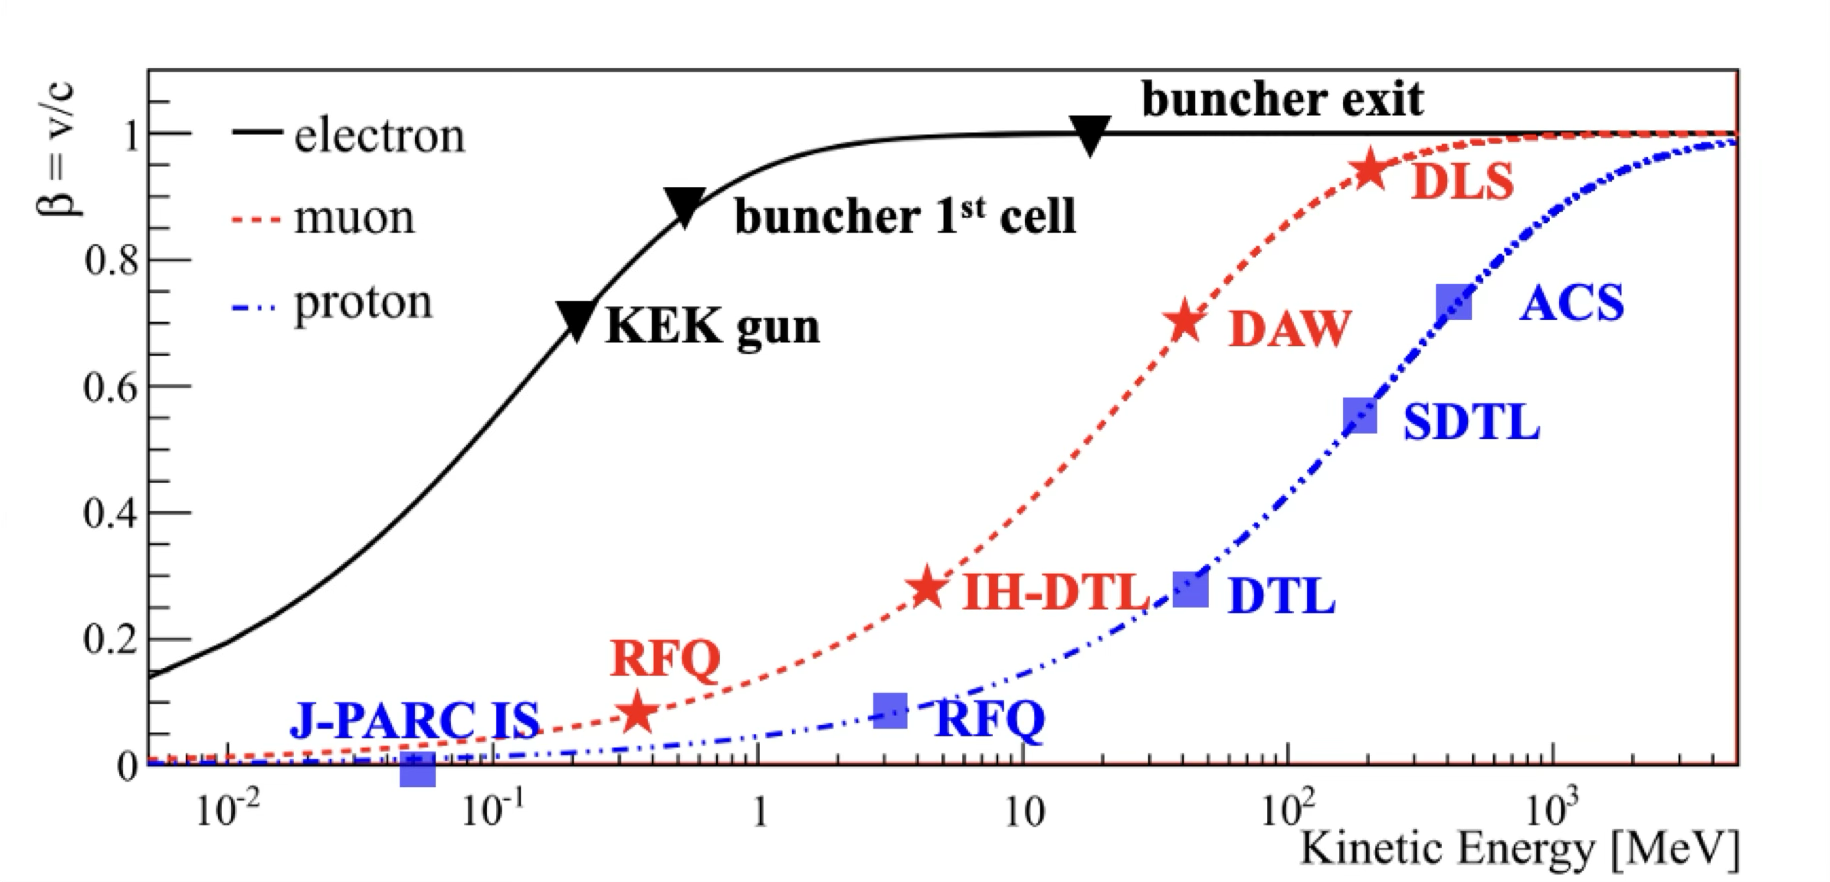 buncher exit
β = v/c
1
electron
DLS
buncher 1st cell
muon
0.8
proton
ACS
KEK gun
DAW
0.6
SDTL
0.4
IH-DTL
DTL
0.2
RFQ
J-PARC IS
RFQ
0
10-2 10-1 1 10 102 103
Kinetic Energy [MeV]